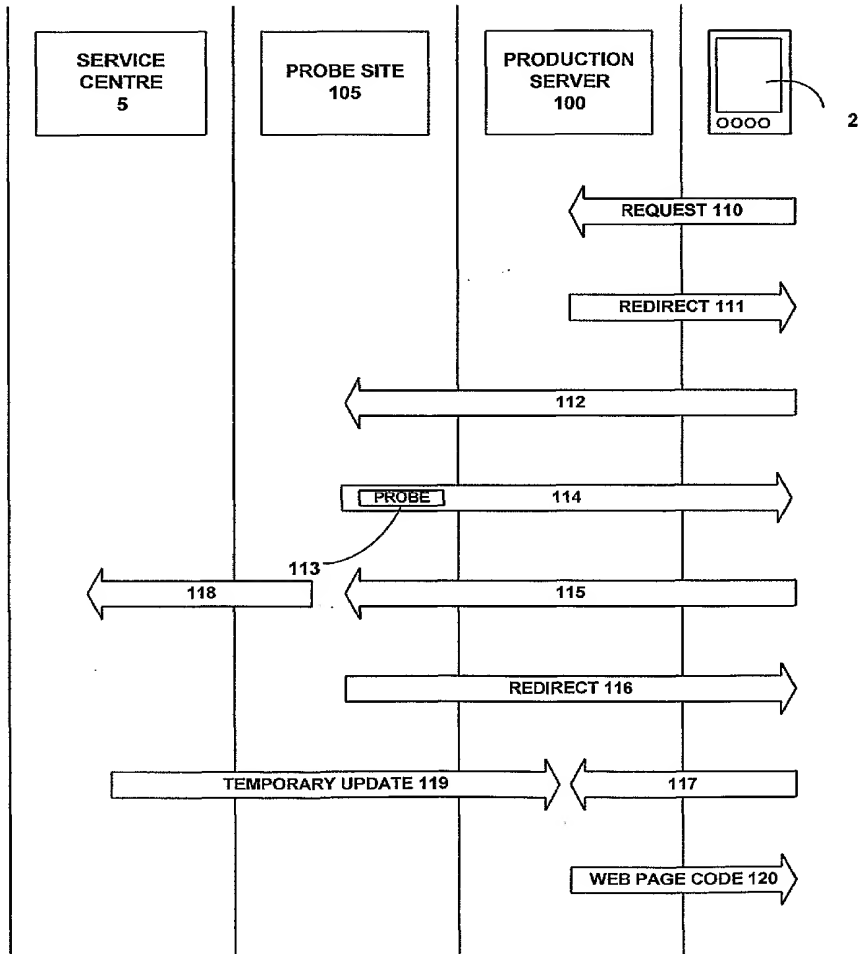 SERVICE
CENTRE
5
PROBE SITE
105
PRODUCTION
SERVER
100
2
REQUEST 110
REDIRECT 111
112
PROBE
114
113
118
115
REDIRECT 116
TEMPORARY UPDATE 119
117
WEB PAGE CODE 120